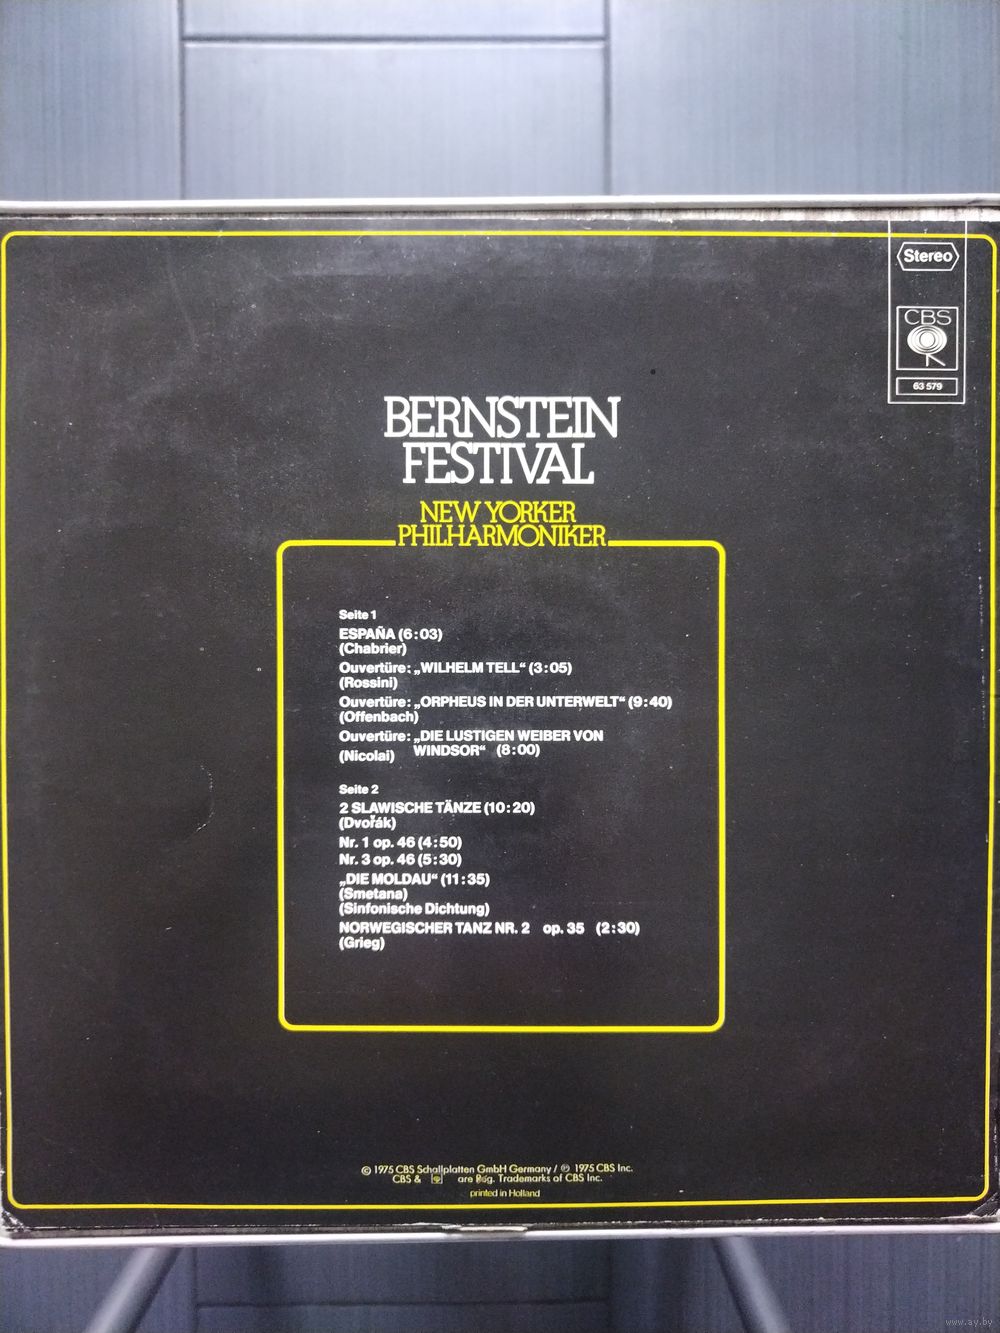 Stereo
CBS
63 579
BERNSTEIN
FESTIVAL
NEW YORKER
PHILHARMONIKER
Seite 1
ESPAÑA (6:03)
(Chabrier)
Ouvertüre: „WILHELM TELL“ (3:05)
(Rossini)
Ouvertüre: „ORPHEUS IN DER UNTERWELT“ (9:40)
(Offenbach)
Ouvertüre: „DIE LUSTIGEN WEIBER VON
WINDSOR“ (8:00)
(Nicolai)
Seite 2
2 SLAWISCHE TÄNZE (10:20)
(Dvořák)
Nr. 1 op. 46 (4:50)
Nr. 3 op. 46 (5:30)
„DIE MOLDAU“ (11:35)
(Smetana)
(Sinfonische Dichtung)
NORWEGISCHER TANZ NR. 2 op. 35 (2:30)
(Grieg)
© 1975 CBS Schallplatten GmbH Germany / ℗ 1975 CBS Inc.
CBS & are Reg. Trademarks of CBS Inc.
printed in Holland
www.ay.by